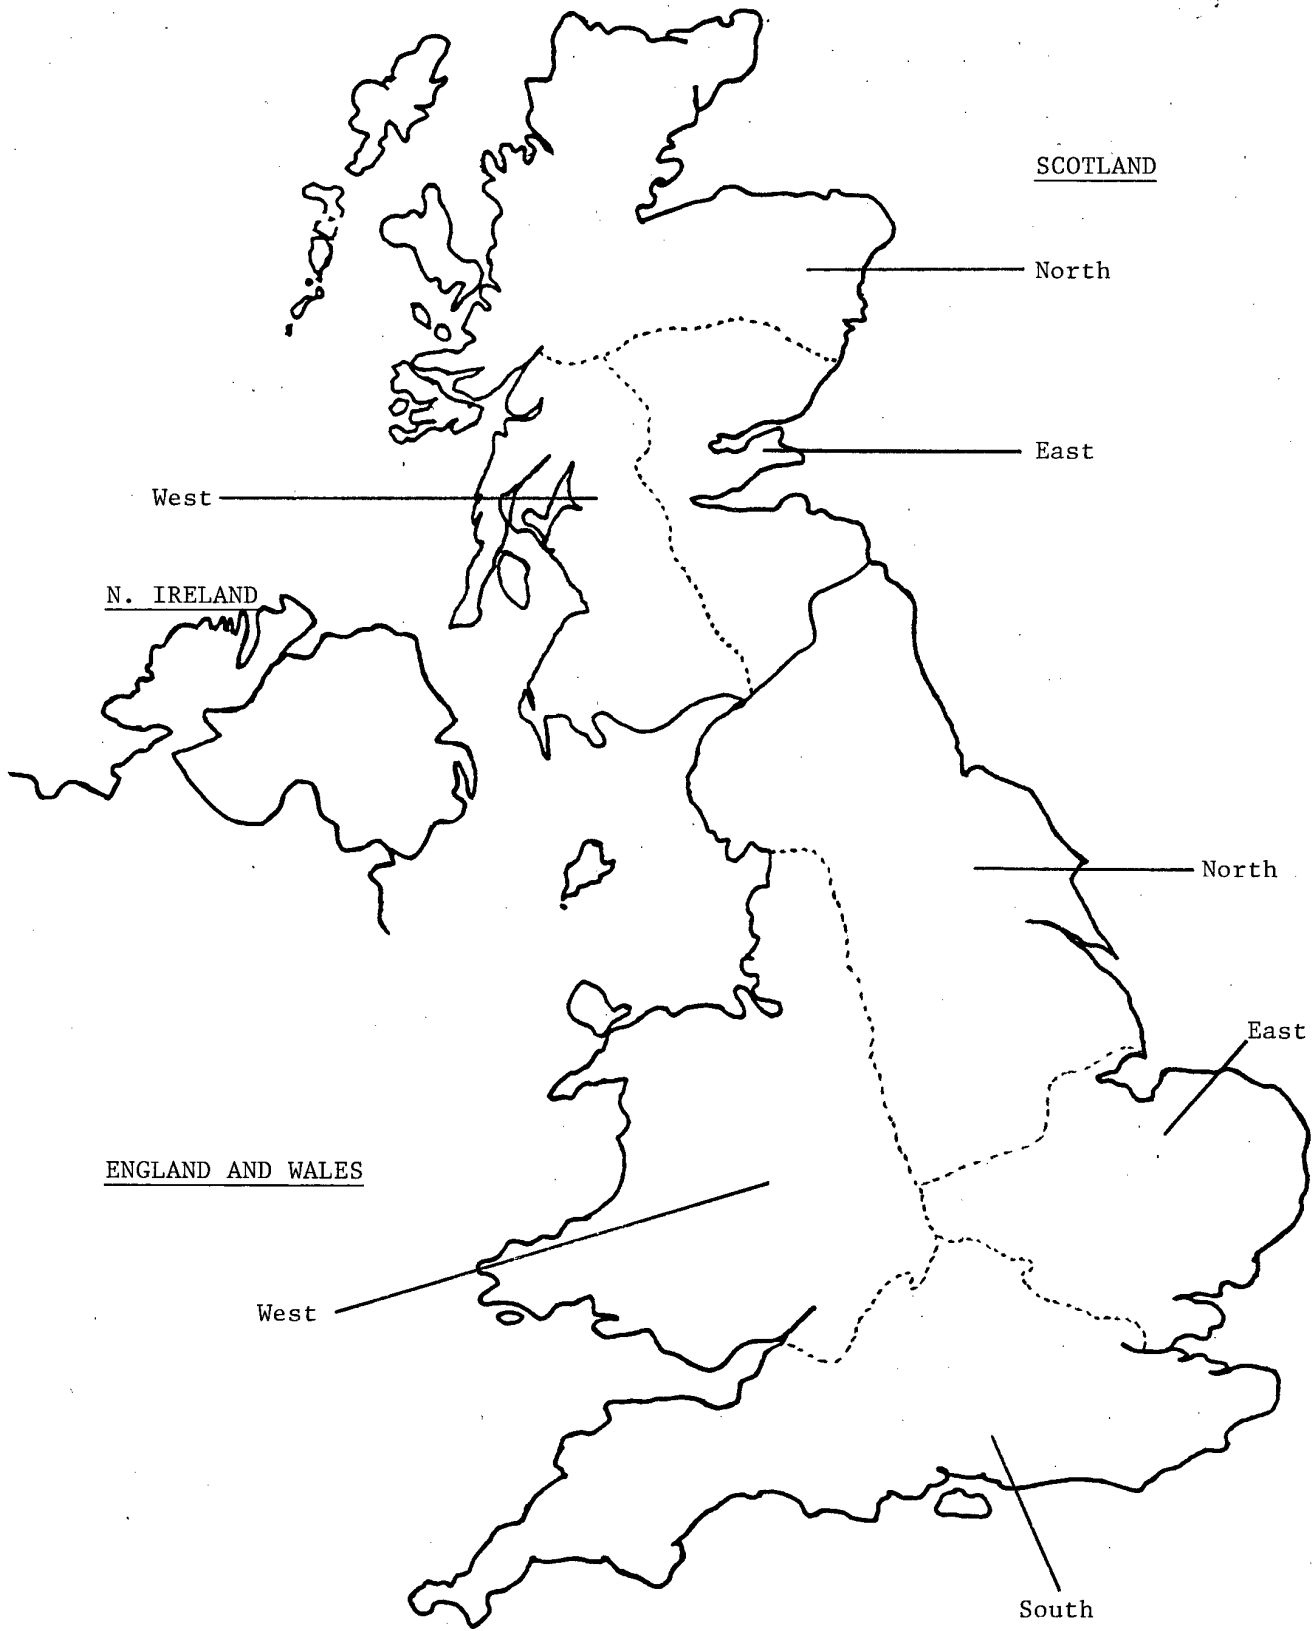 SCOTLAND
North
East
West
N. IRELAND
North
East
ENGLAND AND WALES
West
South